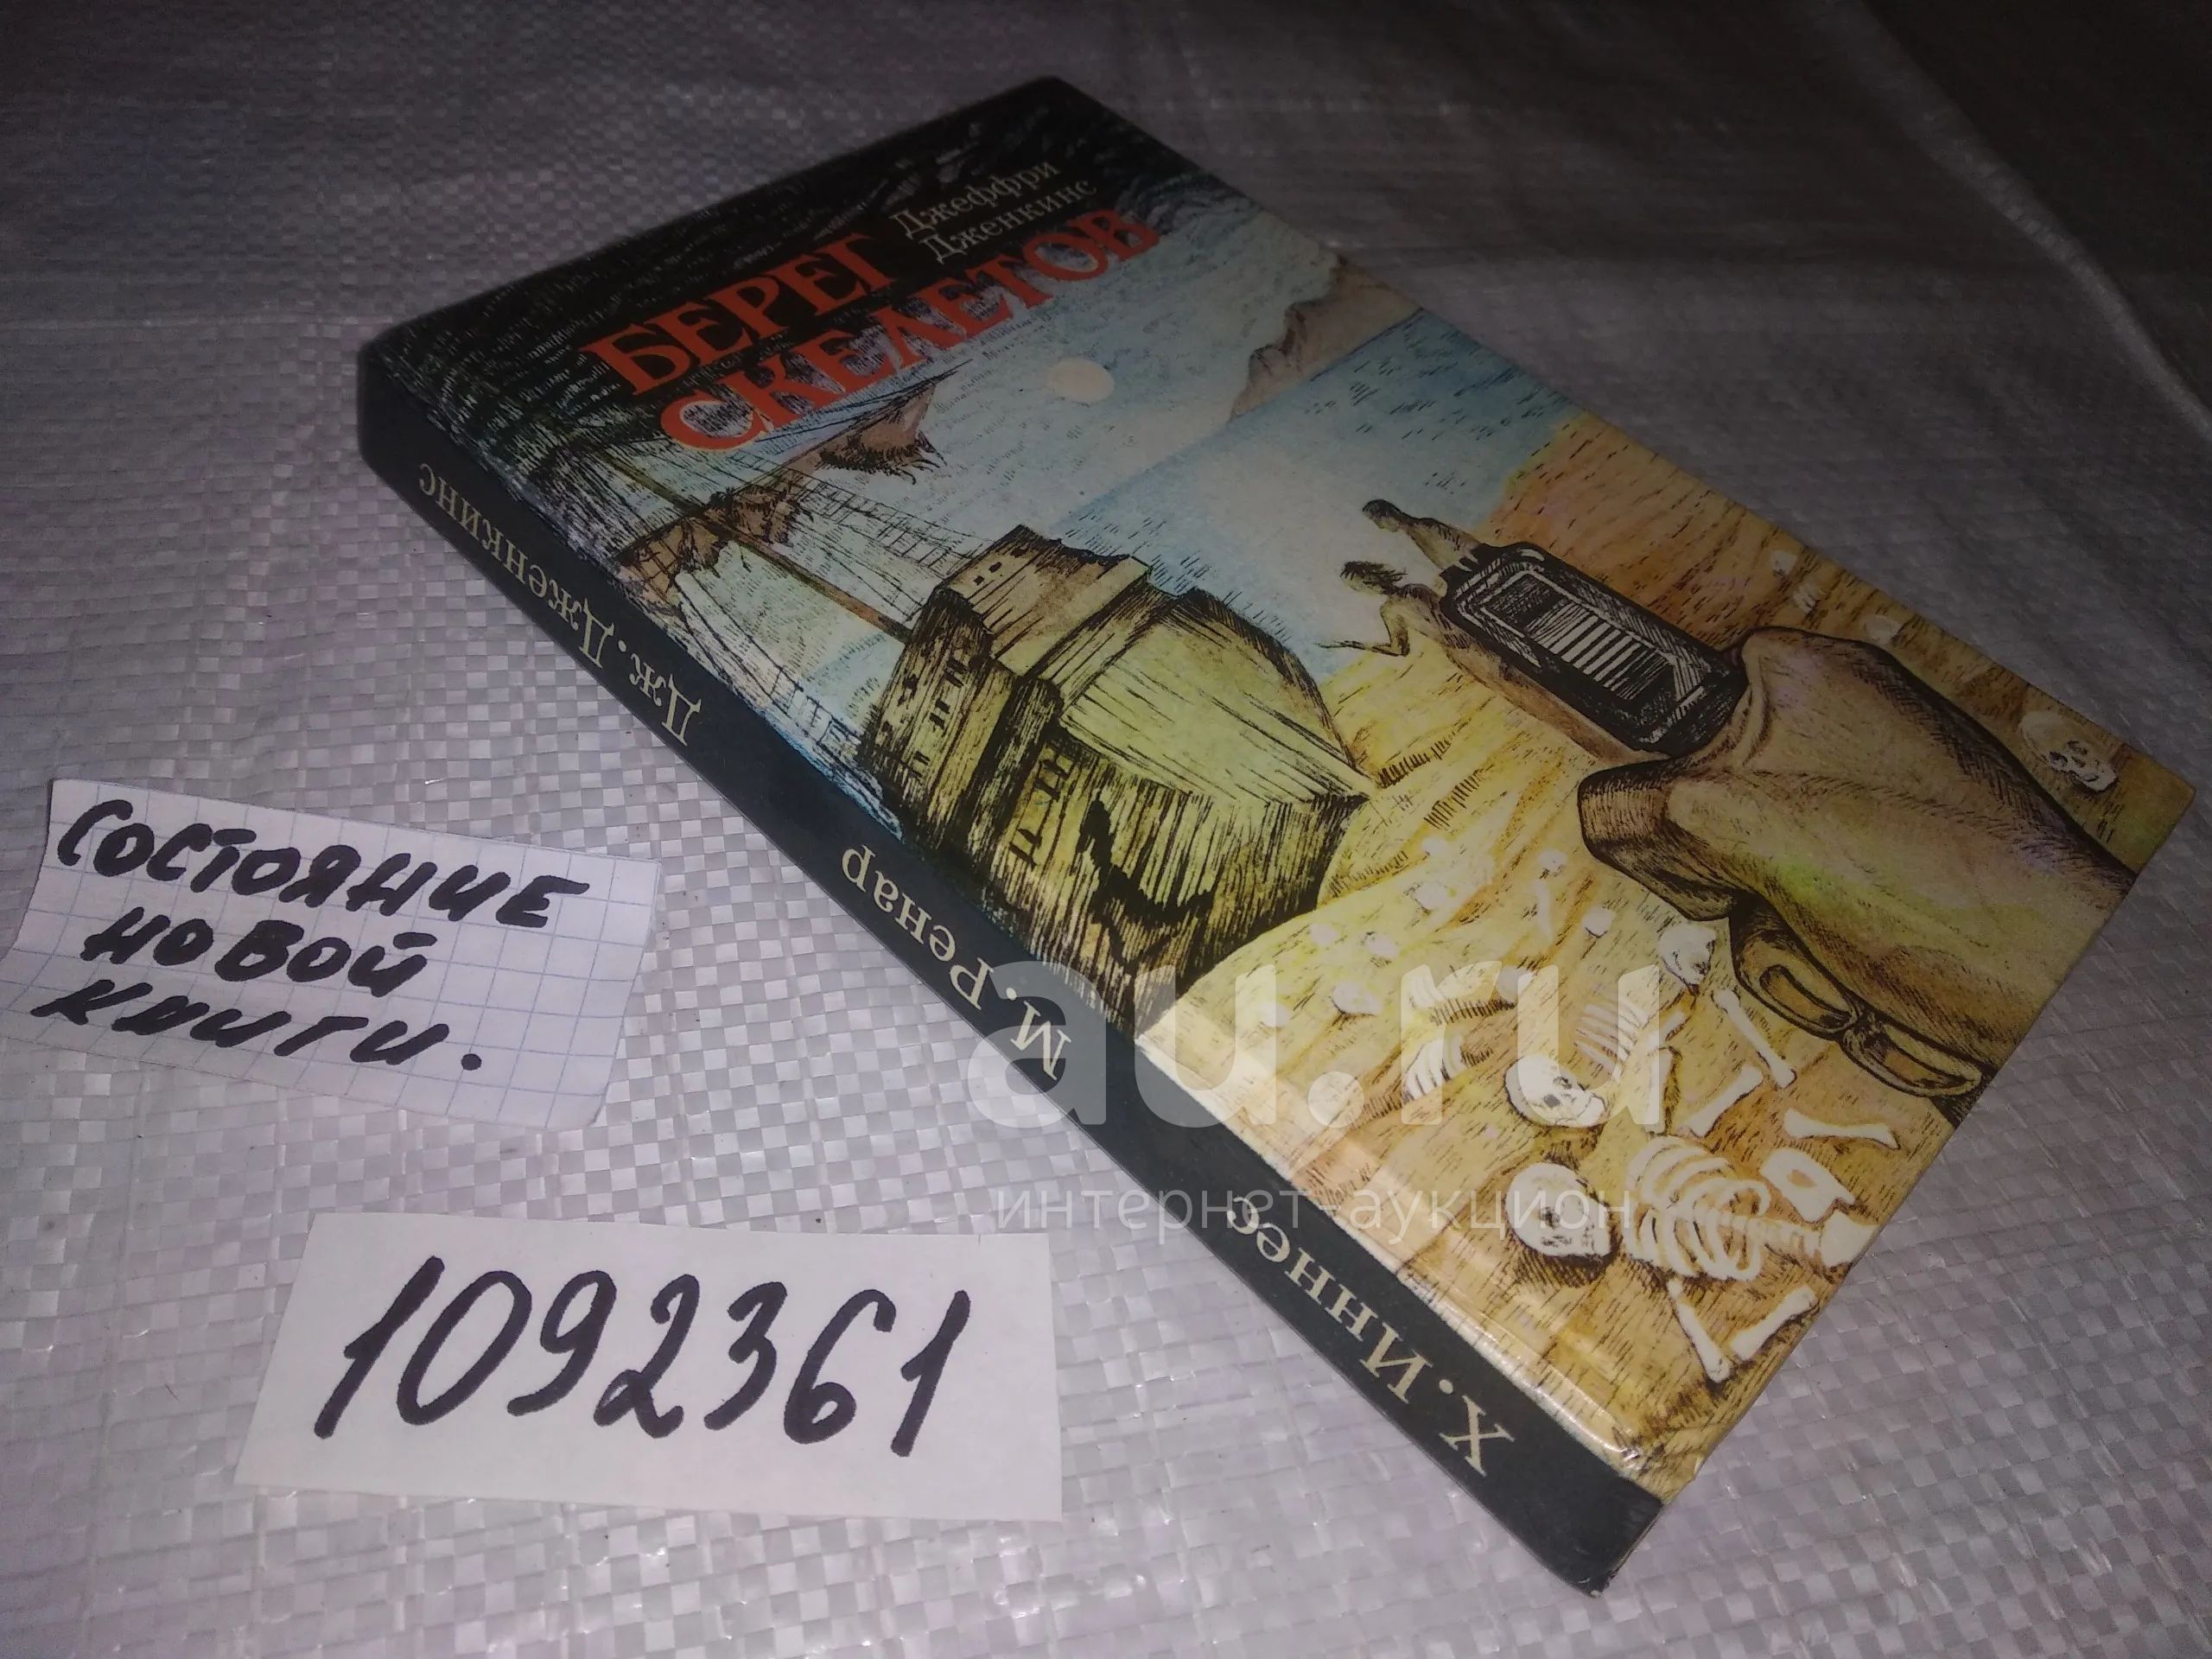 Джеффри
Дженкинс
БЕРЕГ
СКЕЛЕТОВ
Дж. Дженкинс
М. Ренар
Х. Иннес
СОСТОЯНИЕ
НОВОЙ
КНИГИ.
1092361
au.ru
интернет-аукцион